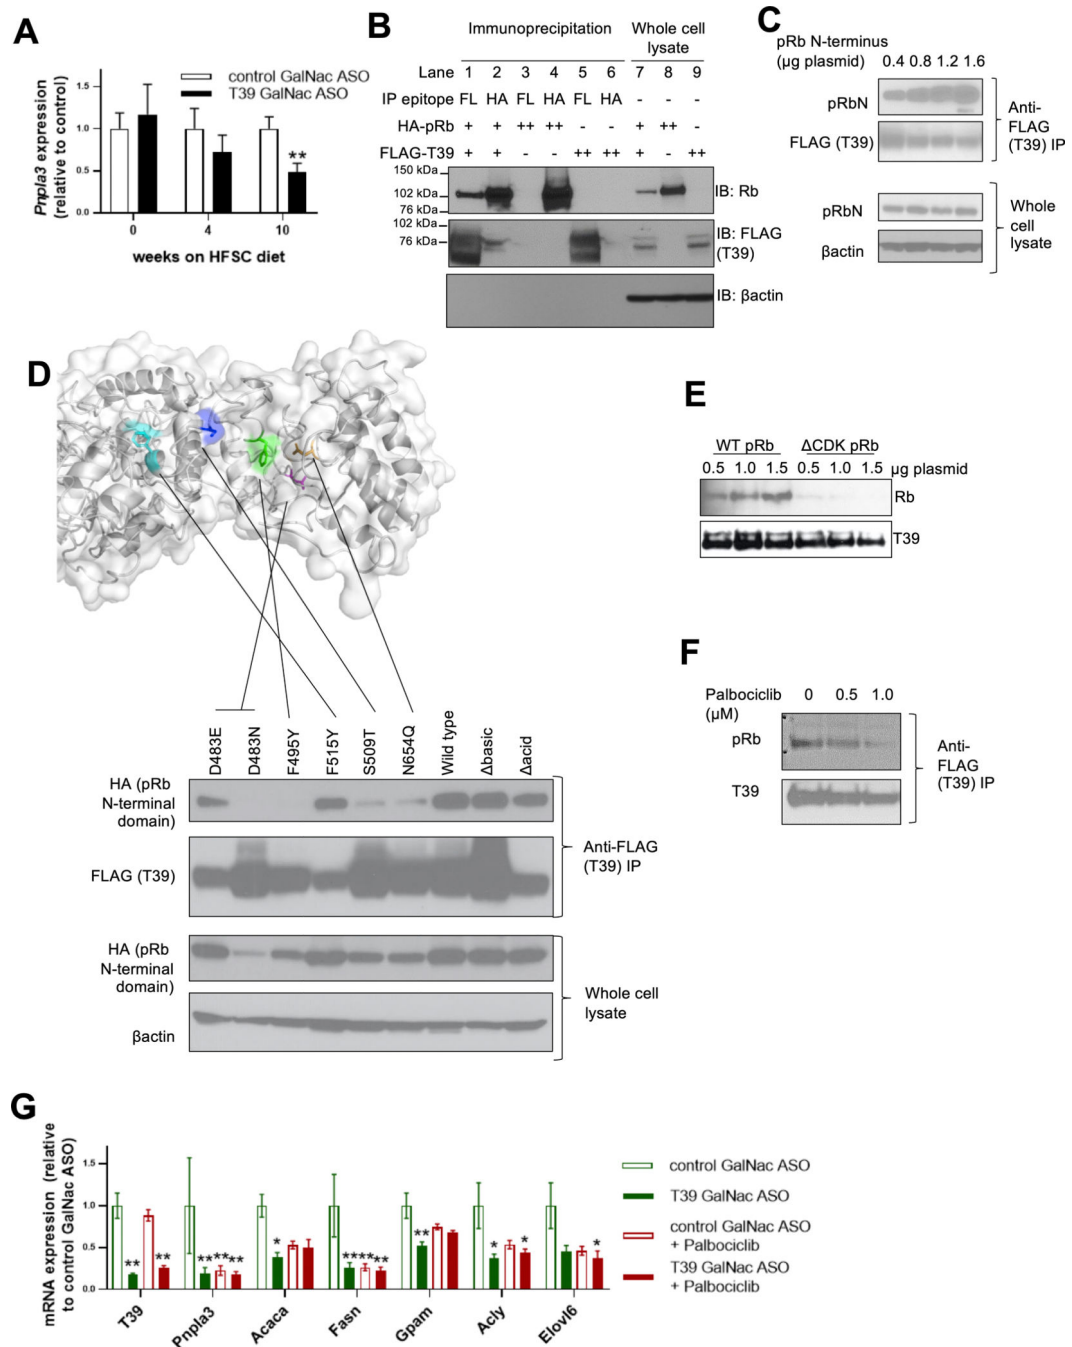 A
Pnpla3 expression
(relative to control)
1.5
1.0
0.5
0.0
control GalNac ASO
T39 GalNac ASO
**
0 4 10
weeks on HFSC diet
B
Immunoprecipitation
Whole cell
lysate
Lane 1 2 3 4 5 6 7 8 9
IP epitope FL HA FL HA FL HA - - -
HA-pRb + + ++ ++ - - + ++ -
FLAG-T39 + + - - ++ ++ + - ++
150 kDa
102 kDa
76 kDa
IB: Rb
102 kDa
76 kDa
IB: FLAG
(T39)
IB: βactin
C
pRb N-terminus
(μg plasmid)
0.4 0.8 1.2 1.6
pRbN
FLAG (T39)
Anti-
FLAG
(T39) IP
pRbN
βactin
Whole
cell
lysate
D
D483E
D483N
F495Y
F515Y
S509T
N654Q
Wild type
Δbasic
Δacid
HA (pRb
N-terminal
domain)
FLAG (T39)
Anti-FLAG
(T39) IP
HA (pRb
N-terminal
domain)
βactin
Whole cell
lysate
E
WT pRb ΔCDK pRb
0.5 1.0 1.5 0.5 1.0 1.5 μg plasmid
Rb
T39
F
Palbociclib
(μM)
0 0.5 1.0
pRb
T39
Anti-
FLAG
(T39) IP
G
mRNA expression (relative
to control GalNac ASO)
1.5
1.0
0.5
0.0
** ** ** ** * ** ** ** ** * * *
T39
Pnpla3
Acaca
Fasn
Gpam
Acly
Elovl6
control GalNac ASO
T39 GalNac ASO
control GalNac ASO
+ Palbociclib
T39 GalNac ASO
+ Palbociclib